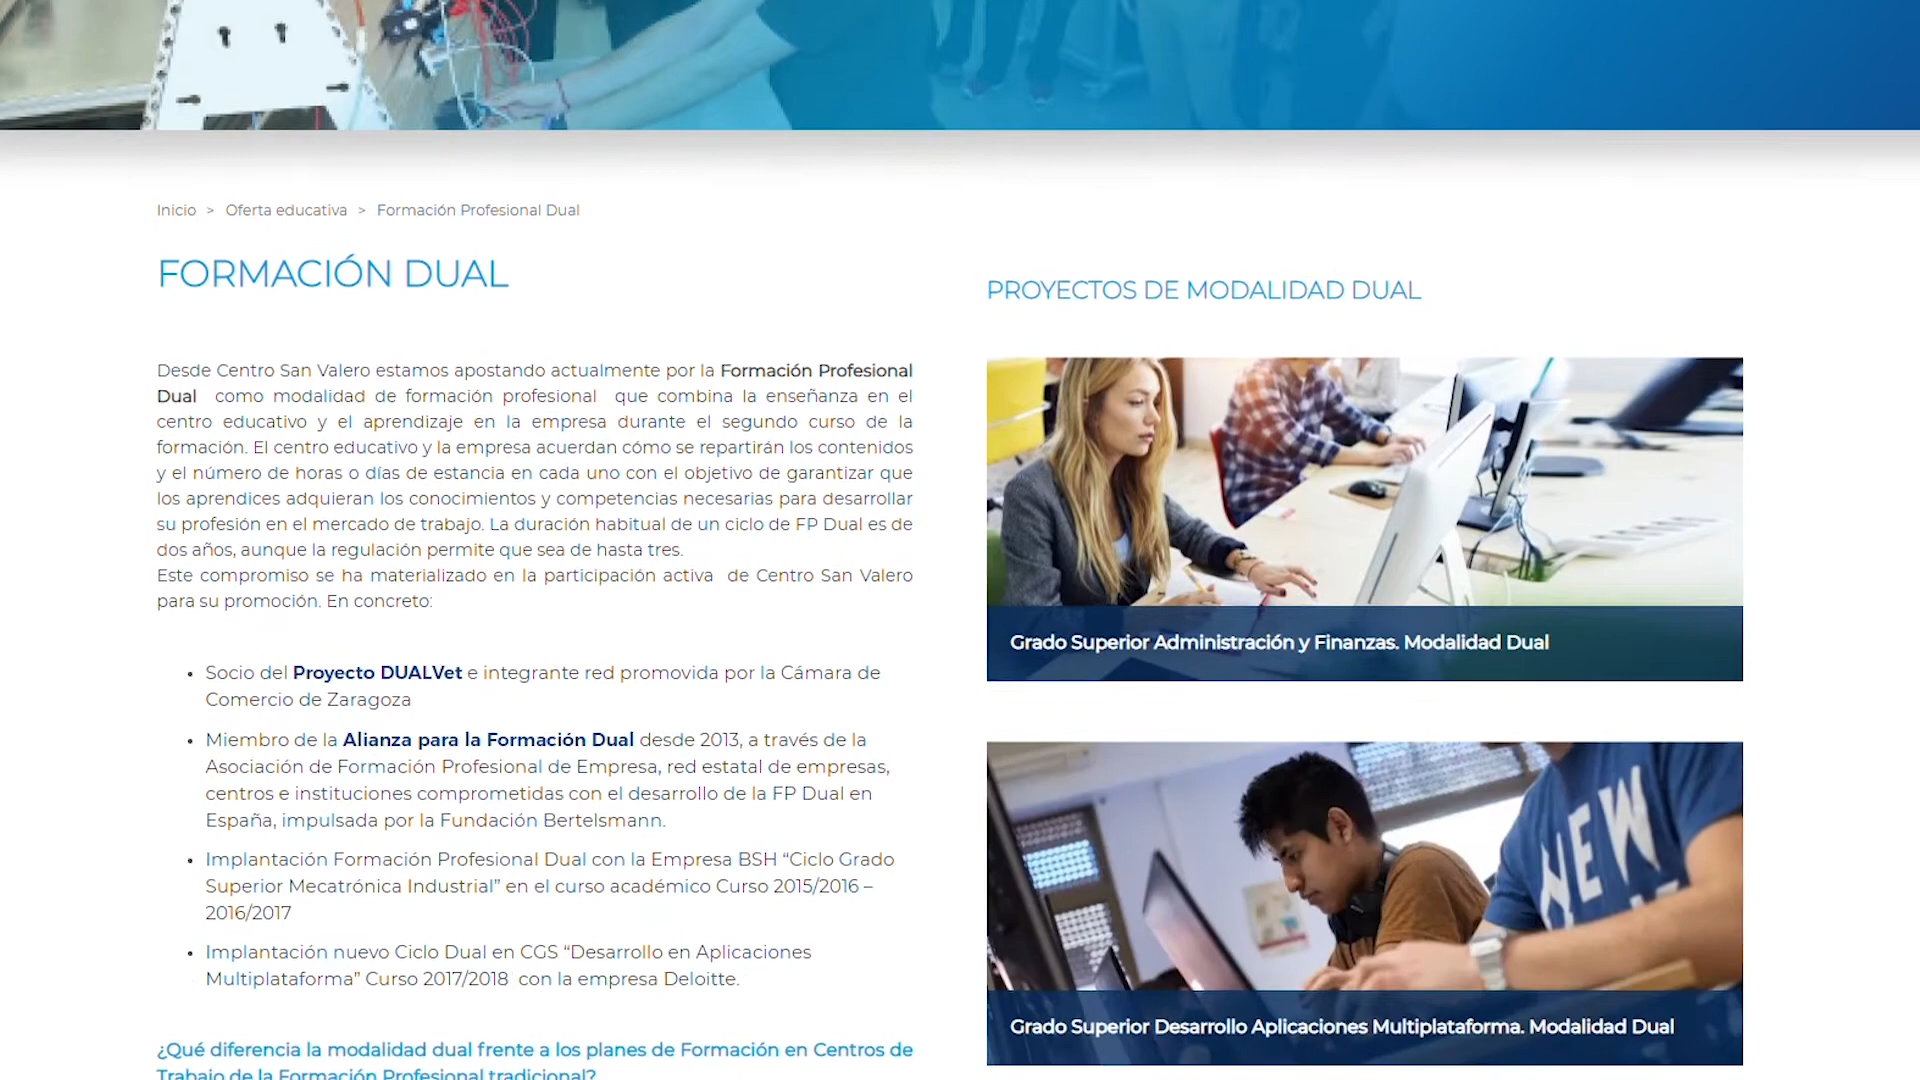 Inicio > Oferta educativa > Formación Profesional Dual
FORMACIÓN DUAL
Desde Centro San Valero estamos apostando actualmente por la Formación Profesional
Dual como modalidad de formación profesional que combina la enseñanza en el
centro educativo y el aprendizaje en la empresa durante el segundo curso de la
formación. El centro educativo y la empresa acuerdan cómo se repartirán los contenidos
y el número de horas o días de estancia en cada uno con el objetivo de garantizar que
los aprendices adquieran los conocimientos y competencias necesarias para desarrollar
su profesión en el mercado de trabajo. La duración habitual de un ciclo de FP Dual es de
dos años, aunque la regulación permite que sea de hasta tres.
Este compromiso se ha materializado en la participación activa de Centro San Valero
para su promoción. En concreto:
• Socio del Proyecto DUALVet e integrante red promovida por la Cámara de
Comercio de Zaragoza
• Miembro de la Alianza para la Formación Dual desde 2013, a través de la
Asociación de Formación Profesional de Empresa, red estatal de empresas,
centros e instituciones comprometidas con el desarrollo de la FP Dual en
España, impulsada por la Fundación Bertelsmann.
• Implantación Formación Profesional Dual con la Empresa BSH “Ciclo Grado
Superior Mecatrónica Industrial” en el curso académico Curso 2015/2016 –
2016/2017
• Implantación nuevo Ciclo Dual en CGS “Desarrollo en Aplicaciones
Multiplataforma” Curso 2017/2018 con la empresa Deloitte.
¿Qué diferencia la modalidad dual frente a los planes de Formación en Centros de
Trabajo de la Formación Profesional tradicional?
PROYECTOS DE MODALIDAD DUAL
Grado Superior Administración y Finanzas. Modalidad Dual
NEW
Grado Superior Desarrollo Aplicaciones Multiplataforma. Modalidad Dual